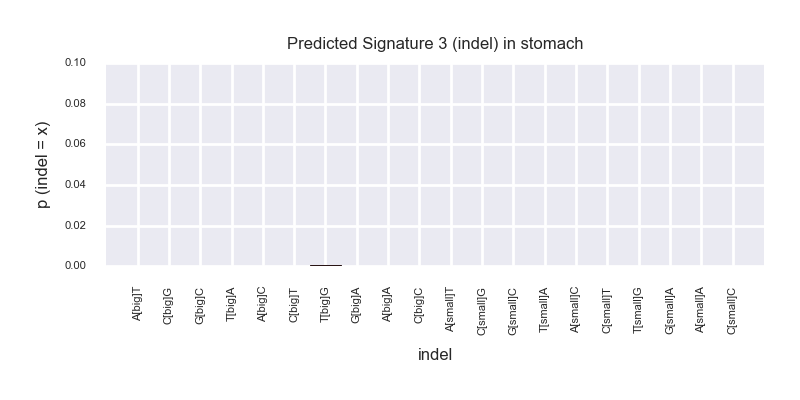 Predicted Signature 3 (indel) in stomach
0.10
0.08
0.06
0.04
0.02
0.00
p (indel = x)
A[big]T
C[big]G
G[big]C
T[big]A
A[big]C
C[big]T
T[big]G
G[big]A
A[big]A
C[big]C
A[small]T
C[small]G
G[small]C
T[small]A
A[small]C
C[small]T
T[small]G
G[small]A
A[small]A
C[small]C
indel